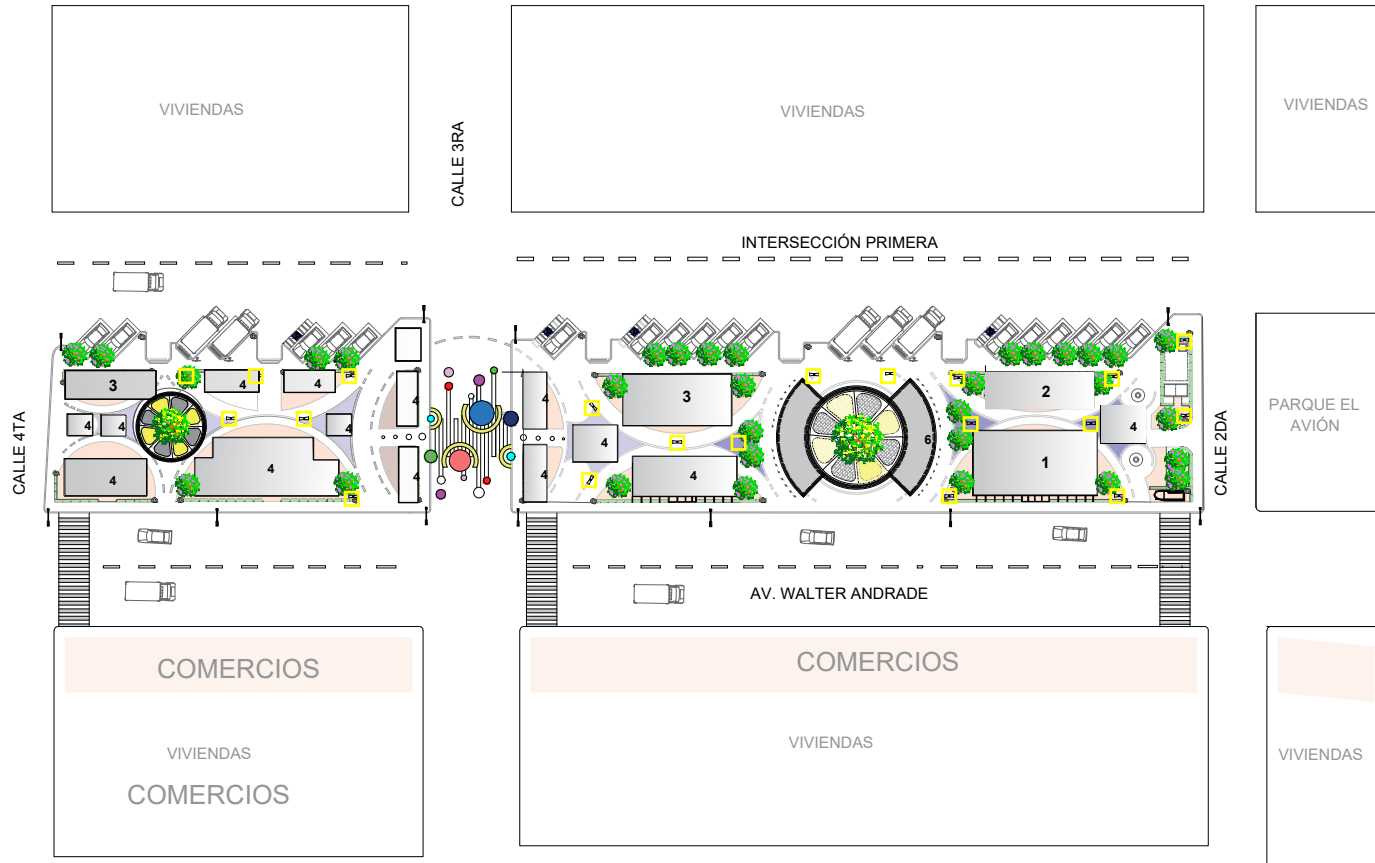 VIVIENDAS
VIVIENDAS
VIVIENDAS
CALLE 3RA
INTERSECCIÓN PRIMERA
CALLE 4TA
3
4
4
4
4
4
4
4
4
4
4
4
4
3
4
6
2
4
1
CALLE 2DA
PARQUE EL
AVIÓN
AV. WALTER ANDRADE
COMERCIOS
VIVIENDAS
COMERCIOS
COMERCIOS
VIVIENDAS
VIVIENDAS